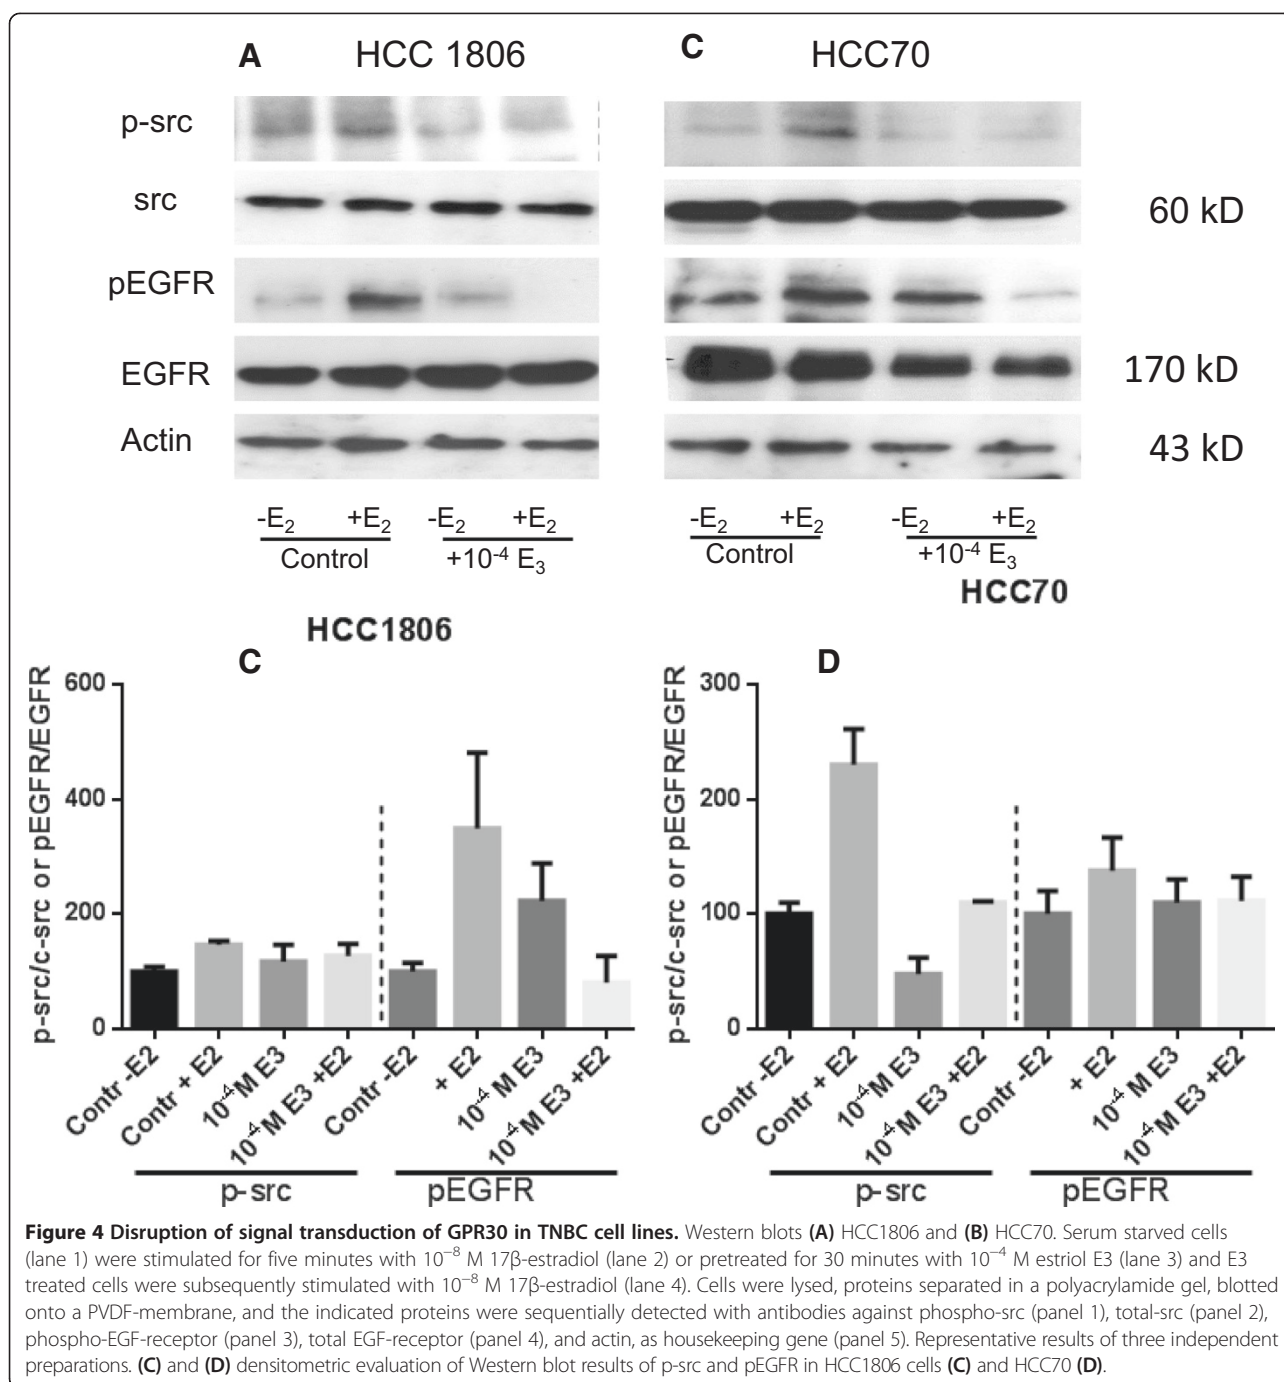 A HCC 1806 C HCC70
p-src
src 60 kD
pEGFR
EGFR 170 kD
Actin 43 kD
-E2 +E2 -E2 +E2 -E2 +E2 -E2 +E2
Control +10-4 E3 Control +10-4 E3
HCC70
HCC1806
C D
p-src/c-src or pEGFR/EGFR
600
400
200
0
Contr -E2
Contr + E2
10-4M E3
10-4M E3 +E2
Contr -E2
+ E2
10-4M E3
10-4M E3 +E2
p-src pEGFR
p-src/c-src or pEGFR/EGFR
300
200
100
0
Contr -E2
Contr + E2
10-4M E3
10-4M E3 +E2
Contr -E2
+ E2
10-4M E3
10-4M E3 +E2
p-src pEGFR
Figure 4 Disruption of signal transduction of GPR30 in TNBC cell lines. Western blots (A) HCC1806 and (B) HCC70. Serum starved cells
(lane 1) were stimulated for five minutes with 10−8 M 17β-estradiol (lane 2) or pretreated for 30 minutes with 10−4 M estriol E3 (lane 3) and E3
treated cells were subsequently stimulated with 10−8 M 17β-estradiol (lane 4). Cells were lysed, proteins separated in a polyacrylamide gel, blotted
onto a PVDF-membrane, and the indicated proteins were sequentially detected with antibodies against phospho-src (panel 1), total-src (panel 2),
phospho-EGF-receptor (panel 3), total EGF-receptor (panel 4), and actin, as housekeeping gene (panel 5). Representative results of three independent
preparations. (C) and (D) densitometric evaluation of Western blot results of p-src and pEGFR in HCC1806 cells (C) and HCC70 (D).